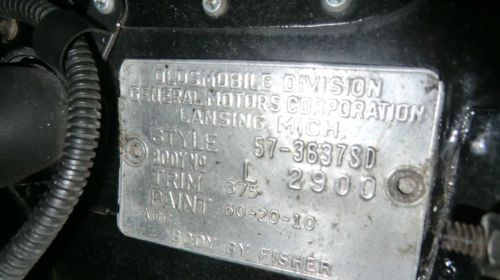 OLDSMOBILE DIVISION
GENERAL MOTORS CORPORATION
LANSING MICH.
STYLE 57-3637SD
BODY NO L 2900
TRIM 375
PAINT 60-20-10
ACC
BODY BY FISHER